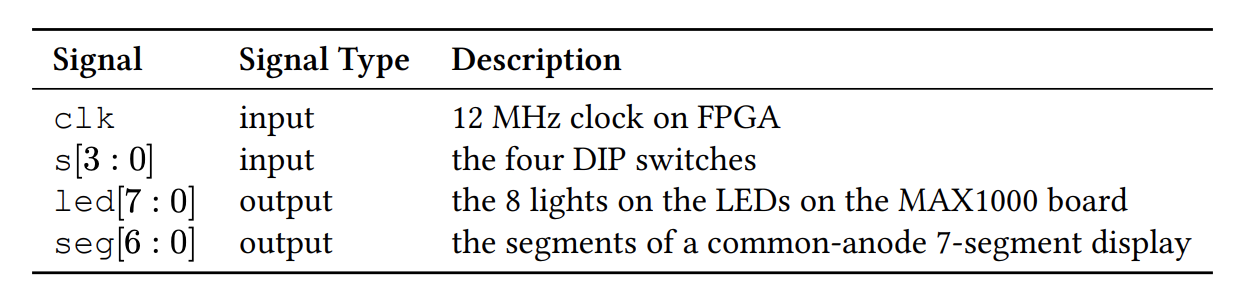 Signal Signal Type Description
clk input 12 MHz clock on FPGA
s[3 : 0] input the four DIP switches
led[7 : 0] output the 8 lights on the LEDs on the MAX1000 board
seg[6 : 0] output the segments of a common-anode 7-segment display